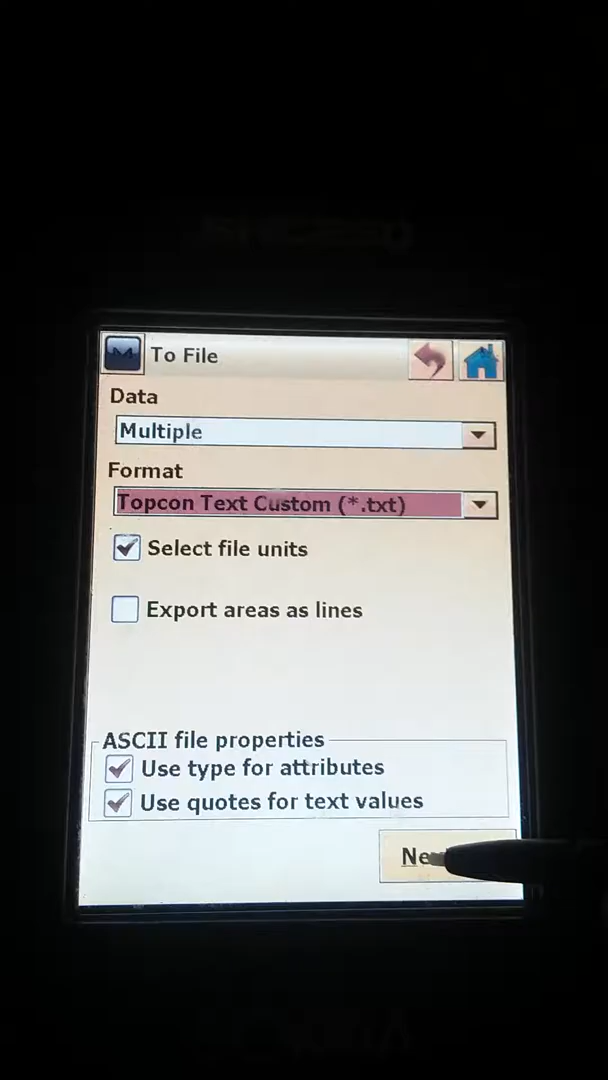 To File
Data
Multiple
Format
Topcon Text Custom (*.txt)
Select file units
Export areas as lines
ASCII file properties
Use type for attributes
Use quotes for text values